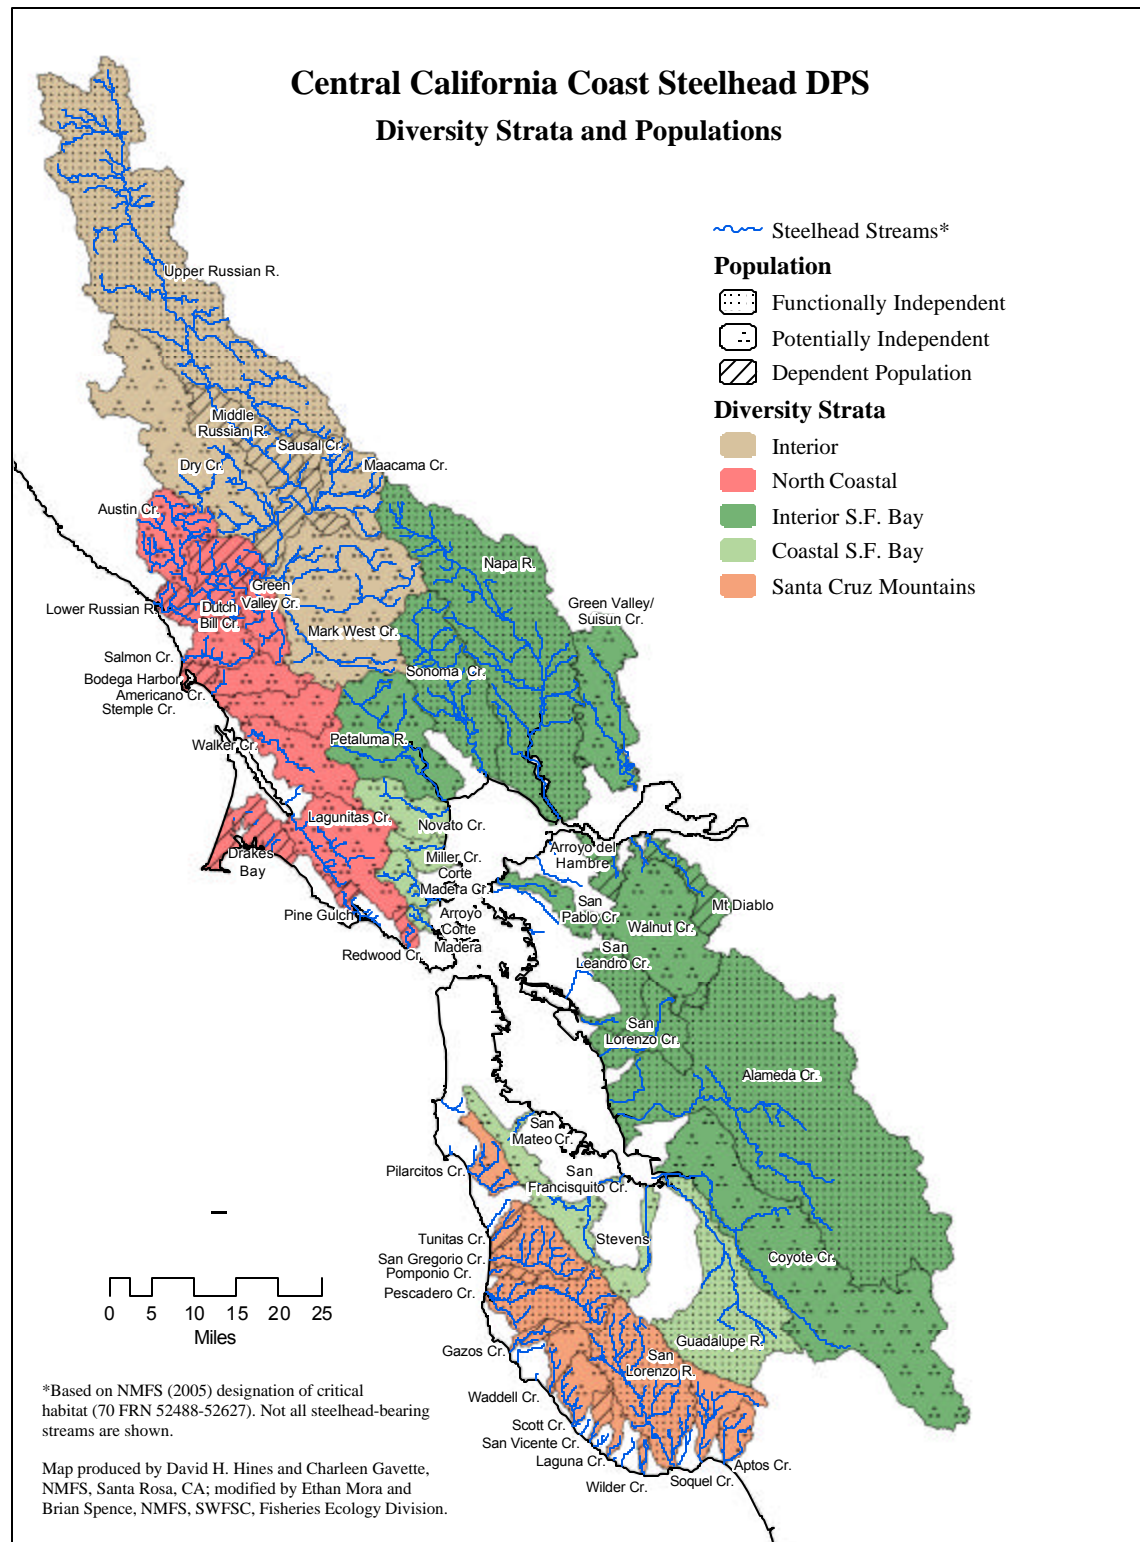 Central California Coast Steelhead DPS
Diversity Strata and Populations
Steelhead Streams*
Population
Functionally Independent
Potentially Independent
Dependent Population
Diversity Strata
Interior
North Coastal
Interior S.F. Bay
Coastal S.F. Bay
Santa Cruz Mountains
Upper Russian R.
Middle
Russian R.
Sausal Cr.
Dry Cr.
Maacama Cr.
Austin Cr.
Napa R.
Green
Valley Cr.
Green Valley/
Suisun Cr.
Lower Russian R.
Dutch
Bill Cr.
Mark West Cr.
Salmon Cr.
Sonoma Cr.
Bodega Harbor
Americano Cr.
Stemple Cr.
Walker Cr.
Petaluma R.
Lagunitas Cr.
Novato Cr.
Drakes
Bay
Miller Cr.
Corte
Madera Cr.
Arroyo del
Hambre
San
Pablo Cr
Mt Diablo
Pine Gulch
Arroyo
Corte
Madera
Walnut Cr.
Redwood Cr.
San
Leandro Cr.
San
Lorenzo Cr.
Alameda Cr.
San
Mateo Cr.
Pilarcitos Cr.
San
Francisquito Cr.
Tunitas Cr.
Stevens
San Gregorio Cr.
Coyote Cr.
Pomponio Cr.
Pescadero Cr.
Guadalupe R.
Gazos Cr.
San
Lorenzo R.
Waddell Cr.
Scott Cr.
San Vicente Cr.
Laguna Cr.
Wilder Cr.
Soquel Cr.
Aptos Cr.
0 5 10 15 20 25
Miles
*Based on NMFS (2005) designation of critical
habitat (70 FRN 52488-52627). Not all steelhead-bearing
streams are shown.
Map produced by David H. Hines and Charleen Gavette,
NMFS, Santa Rosa, CA; modified by Ethan Mora and
Brian Spence, NMFS, SWFSC, Fisheries Ecology Division.